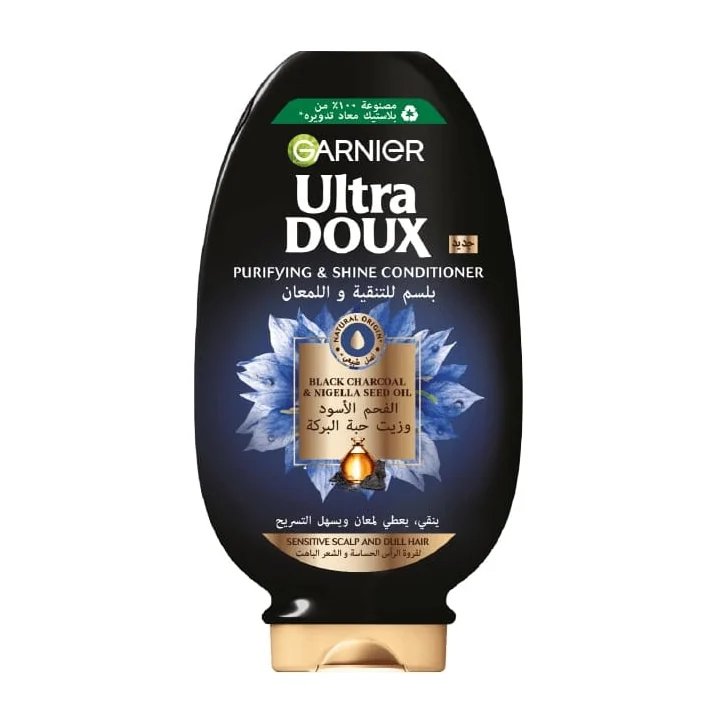 مصنوعة ١٠٠٪ من
بلاستيك معاد تدويره*
GARNIER
Ultra
DOUX
جديد
PURIFYING & SHINE CONDITIONER
بلسم للتنقية و اللمعان
NATURAL ORIGIN*
أصل طبيعي*
BLACK CHARCOAL
& NIGELLA SEED OIL
الفحم الأسود
وزيت حبة البركة
ينقي، يعطي لمعان ويسهل التسريح
SENSITIVE SCALP AND DULL HAIR
لفروة الرأس الحساسة و الشعر الباهت